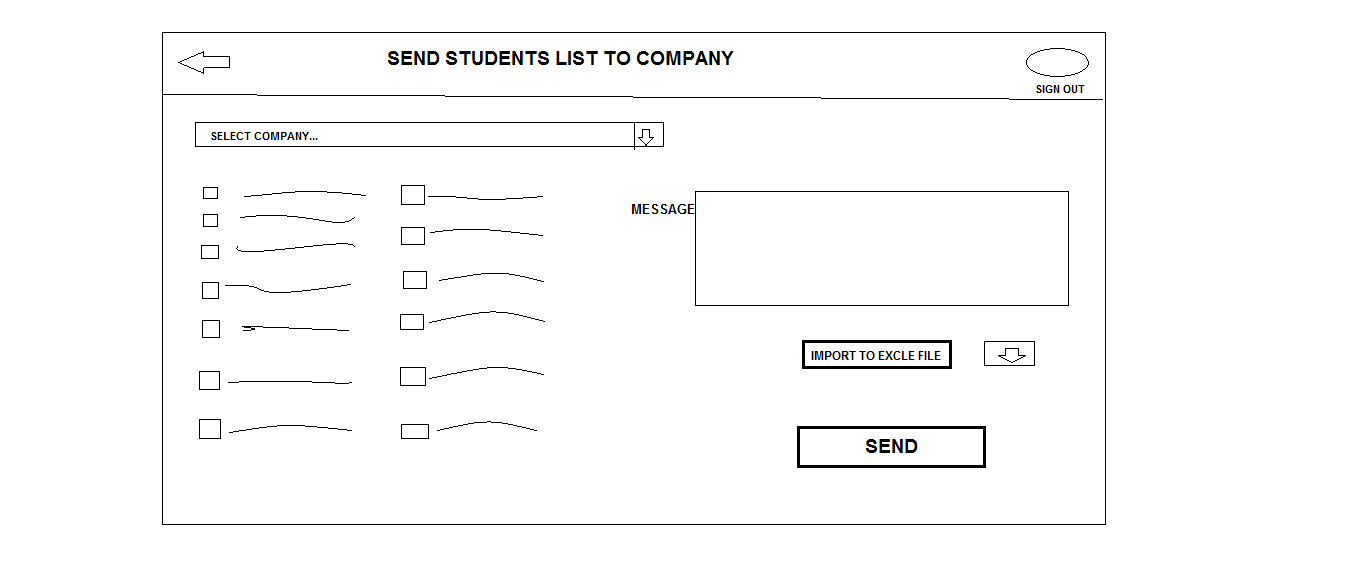 SEND STUDENTS LIST TO COMPANY
SIGN OUT
SELECT COMPANY...
MESSAGE
IMPORT TO EXCLE FILE
SEND